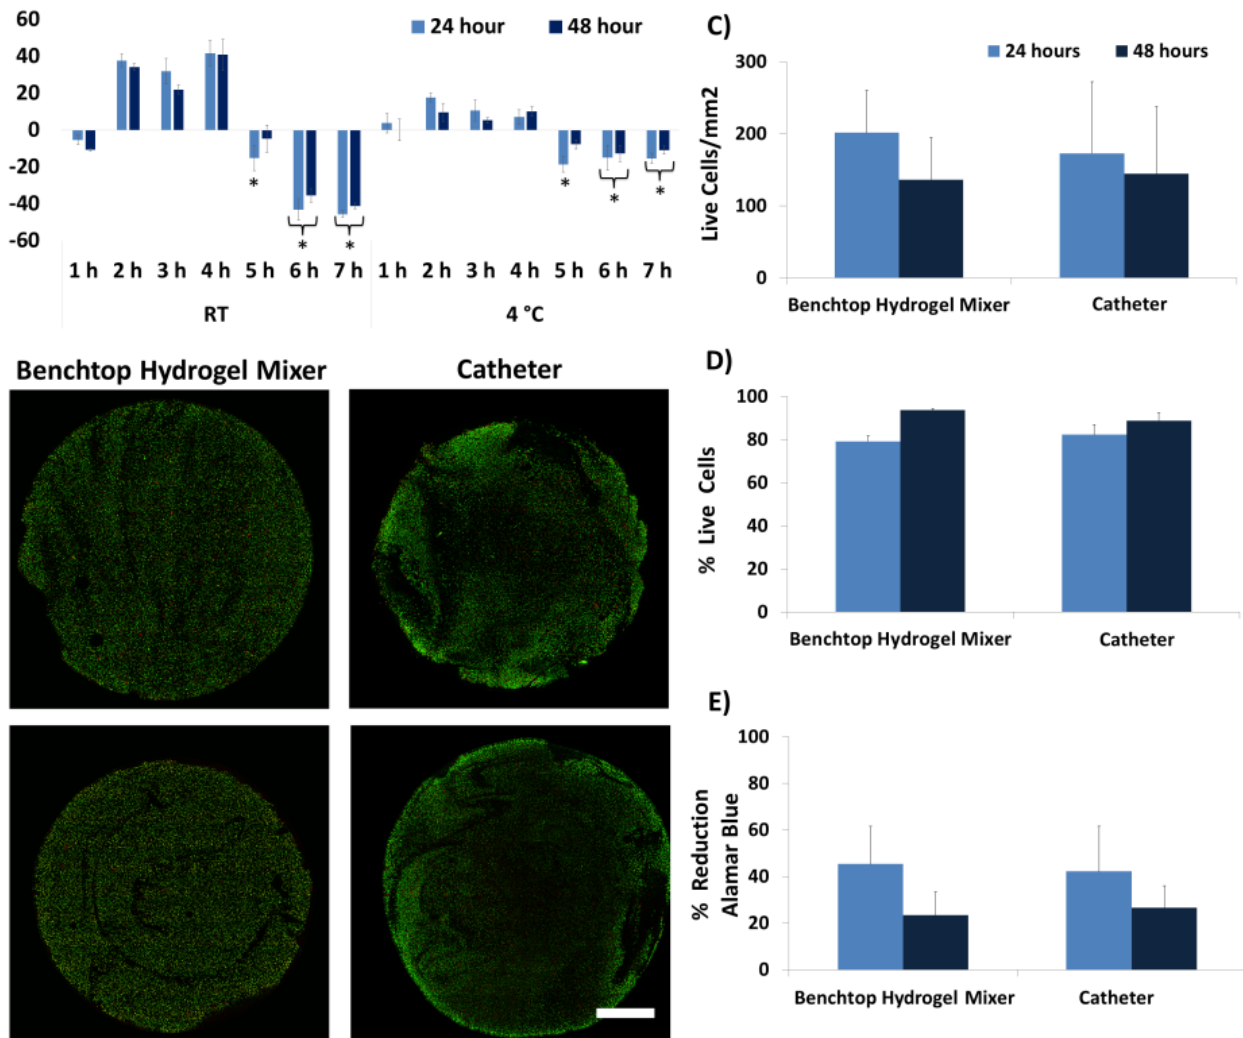 60
40
20
0
-20
-40
-60
24 hour
48 hour
*
*
*
*
*
*
1 h 2 h 3 h 4 h 5 h 6 h 7 h 1 h 2 h 3 h 4 h 5 h 6 h 7 h
RT
4 °C
Benchtop Hydrogel Mixer
Catheter
C)
24 hours
48 hours
Live Cells/mm2
300
200
100
0
Benchtop Hydrogel Mixer
Catheter
D)
% Live Cells
100
80
60
40
20
0
Benchtop Hydrogel Mixer
Catheter
E)
% Reduction
Alamar Blue
100
80
60
40
20
0
Benchtop Hydrogel Mixer
Catheter